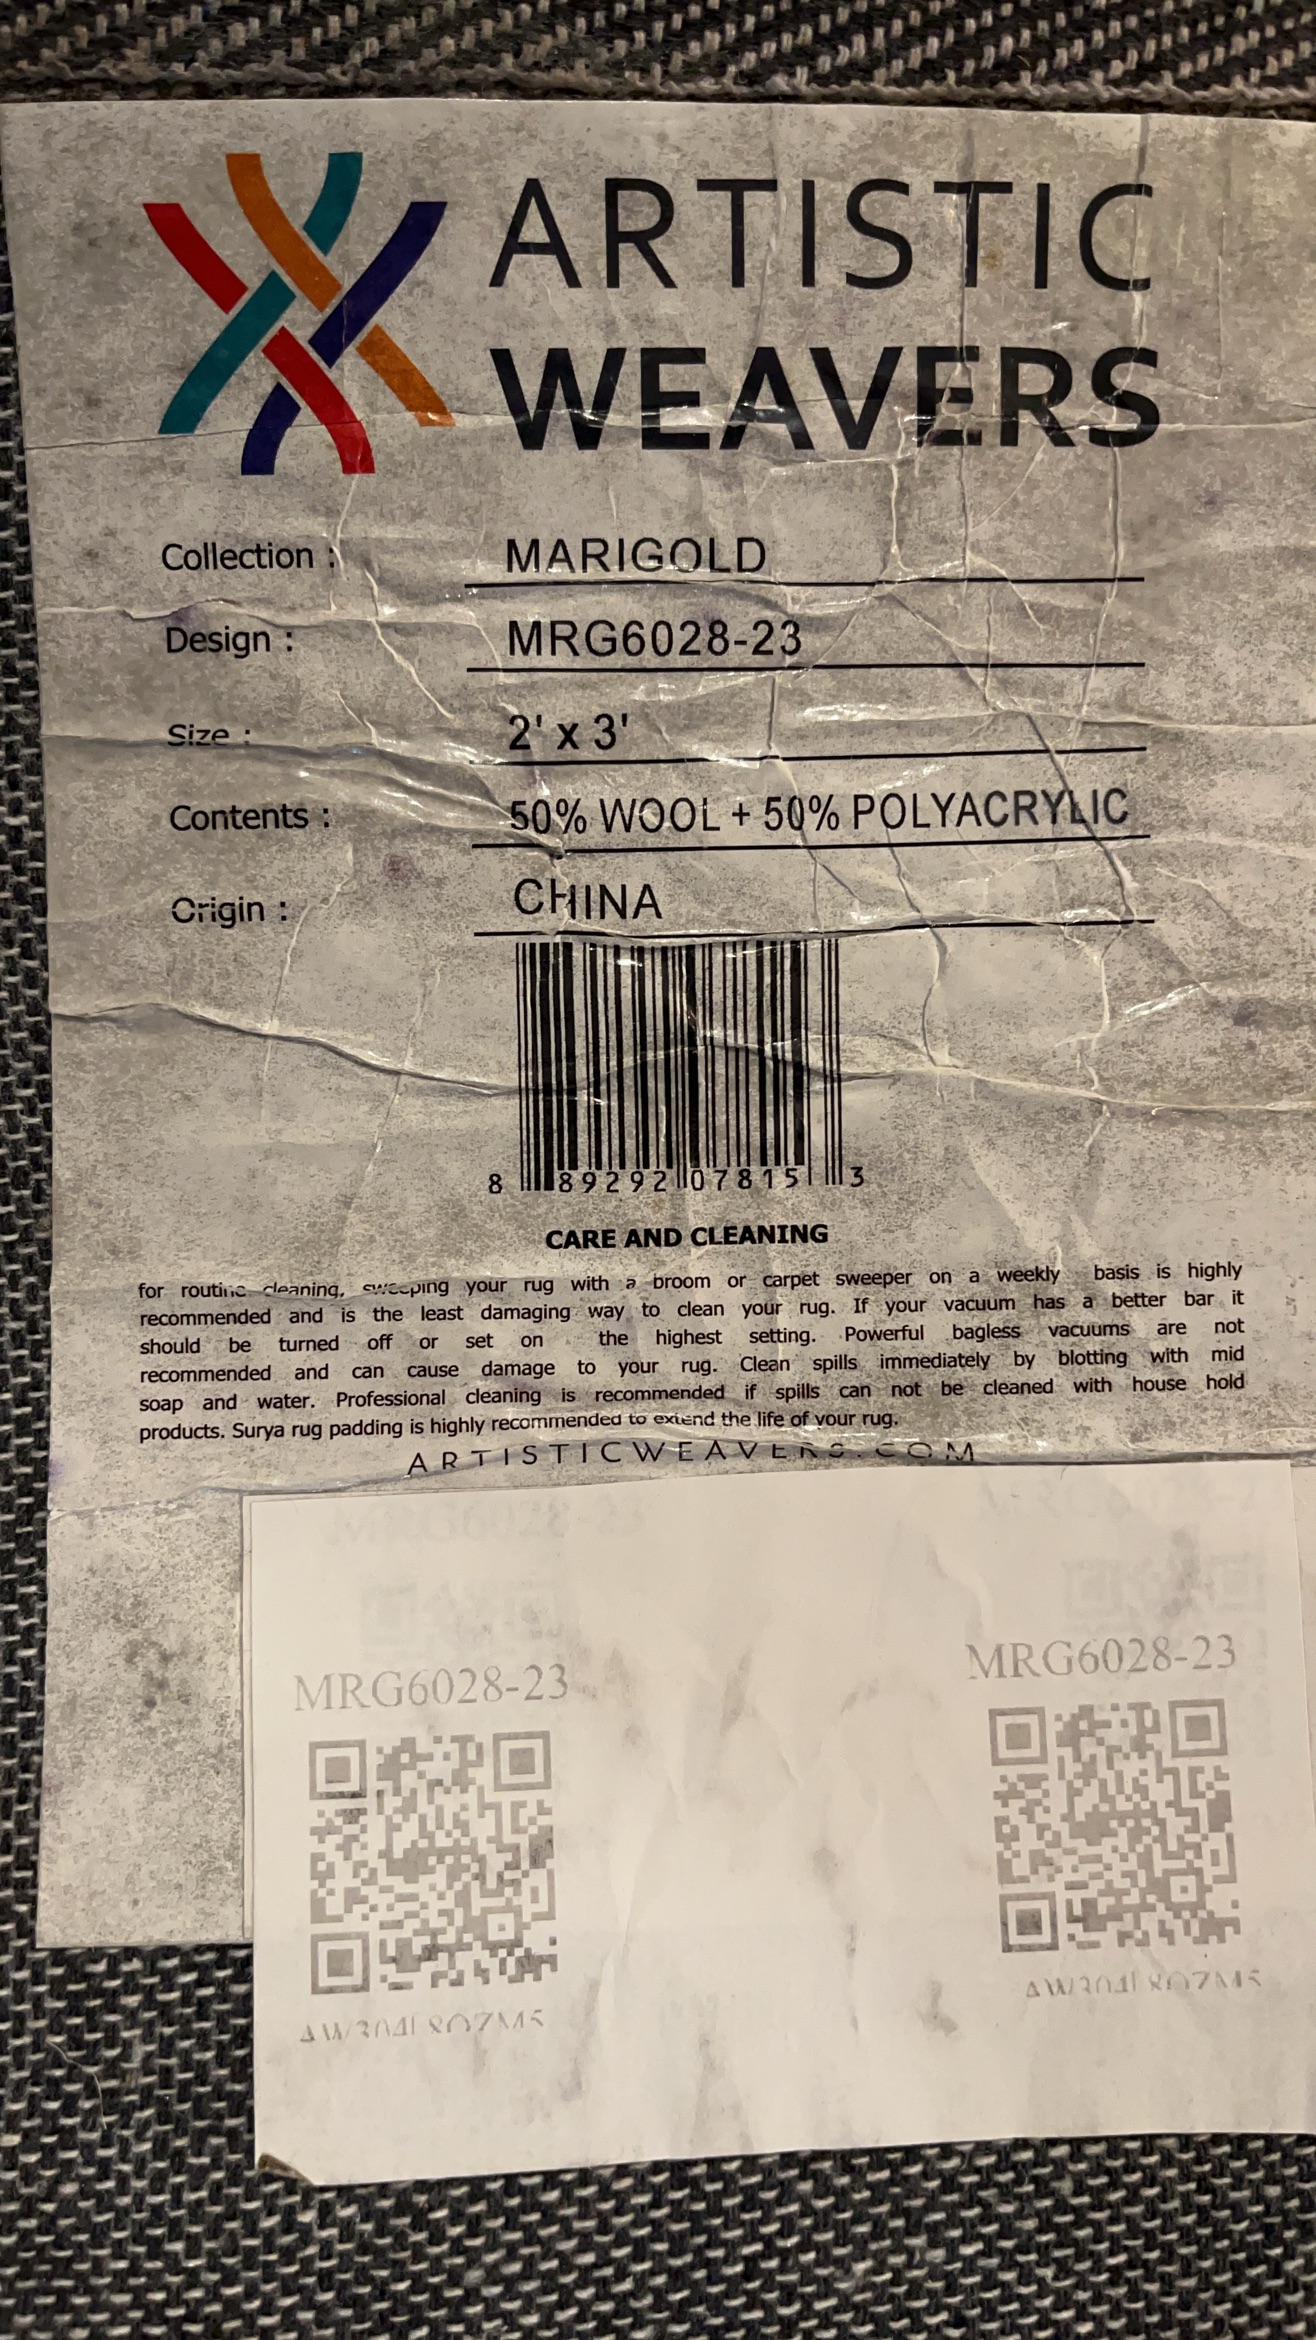 ARTISTIC
WEAVERS
Collection : MARIGOLD
Design : MRG6028-23
Size : 2' x 3'
Contents : 50% WOOL + 50% POLYACRYLIC
Origin : CHINA
8 89292 07815 3
CARE AND CLEANING
for routine cleaning, sweeping your rug with a broom or carpet sweeper on a weekly basis is highly
recommended and is the least damaging way to clean your rug. If your vacuum has a better bar it
should be turned off or set on the highest setting. Powerful bagless vacuums are not
recommended and can cause damage to your rug. Clean spills immediately by blotting with mid
soap and water. Professional cleaning is recommended if spills can not be cleaned with house hold
products. Surya rug padding is highly recommended to extend the life of your rug.
ARTISTICWEAVERS.COM
MRG6028-23 MRG6028-23